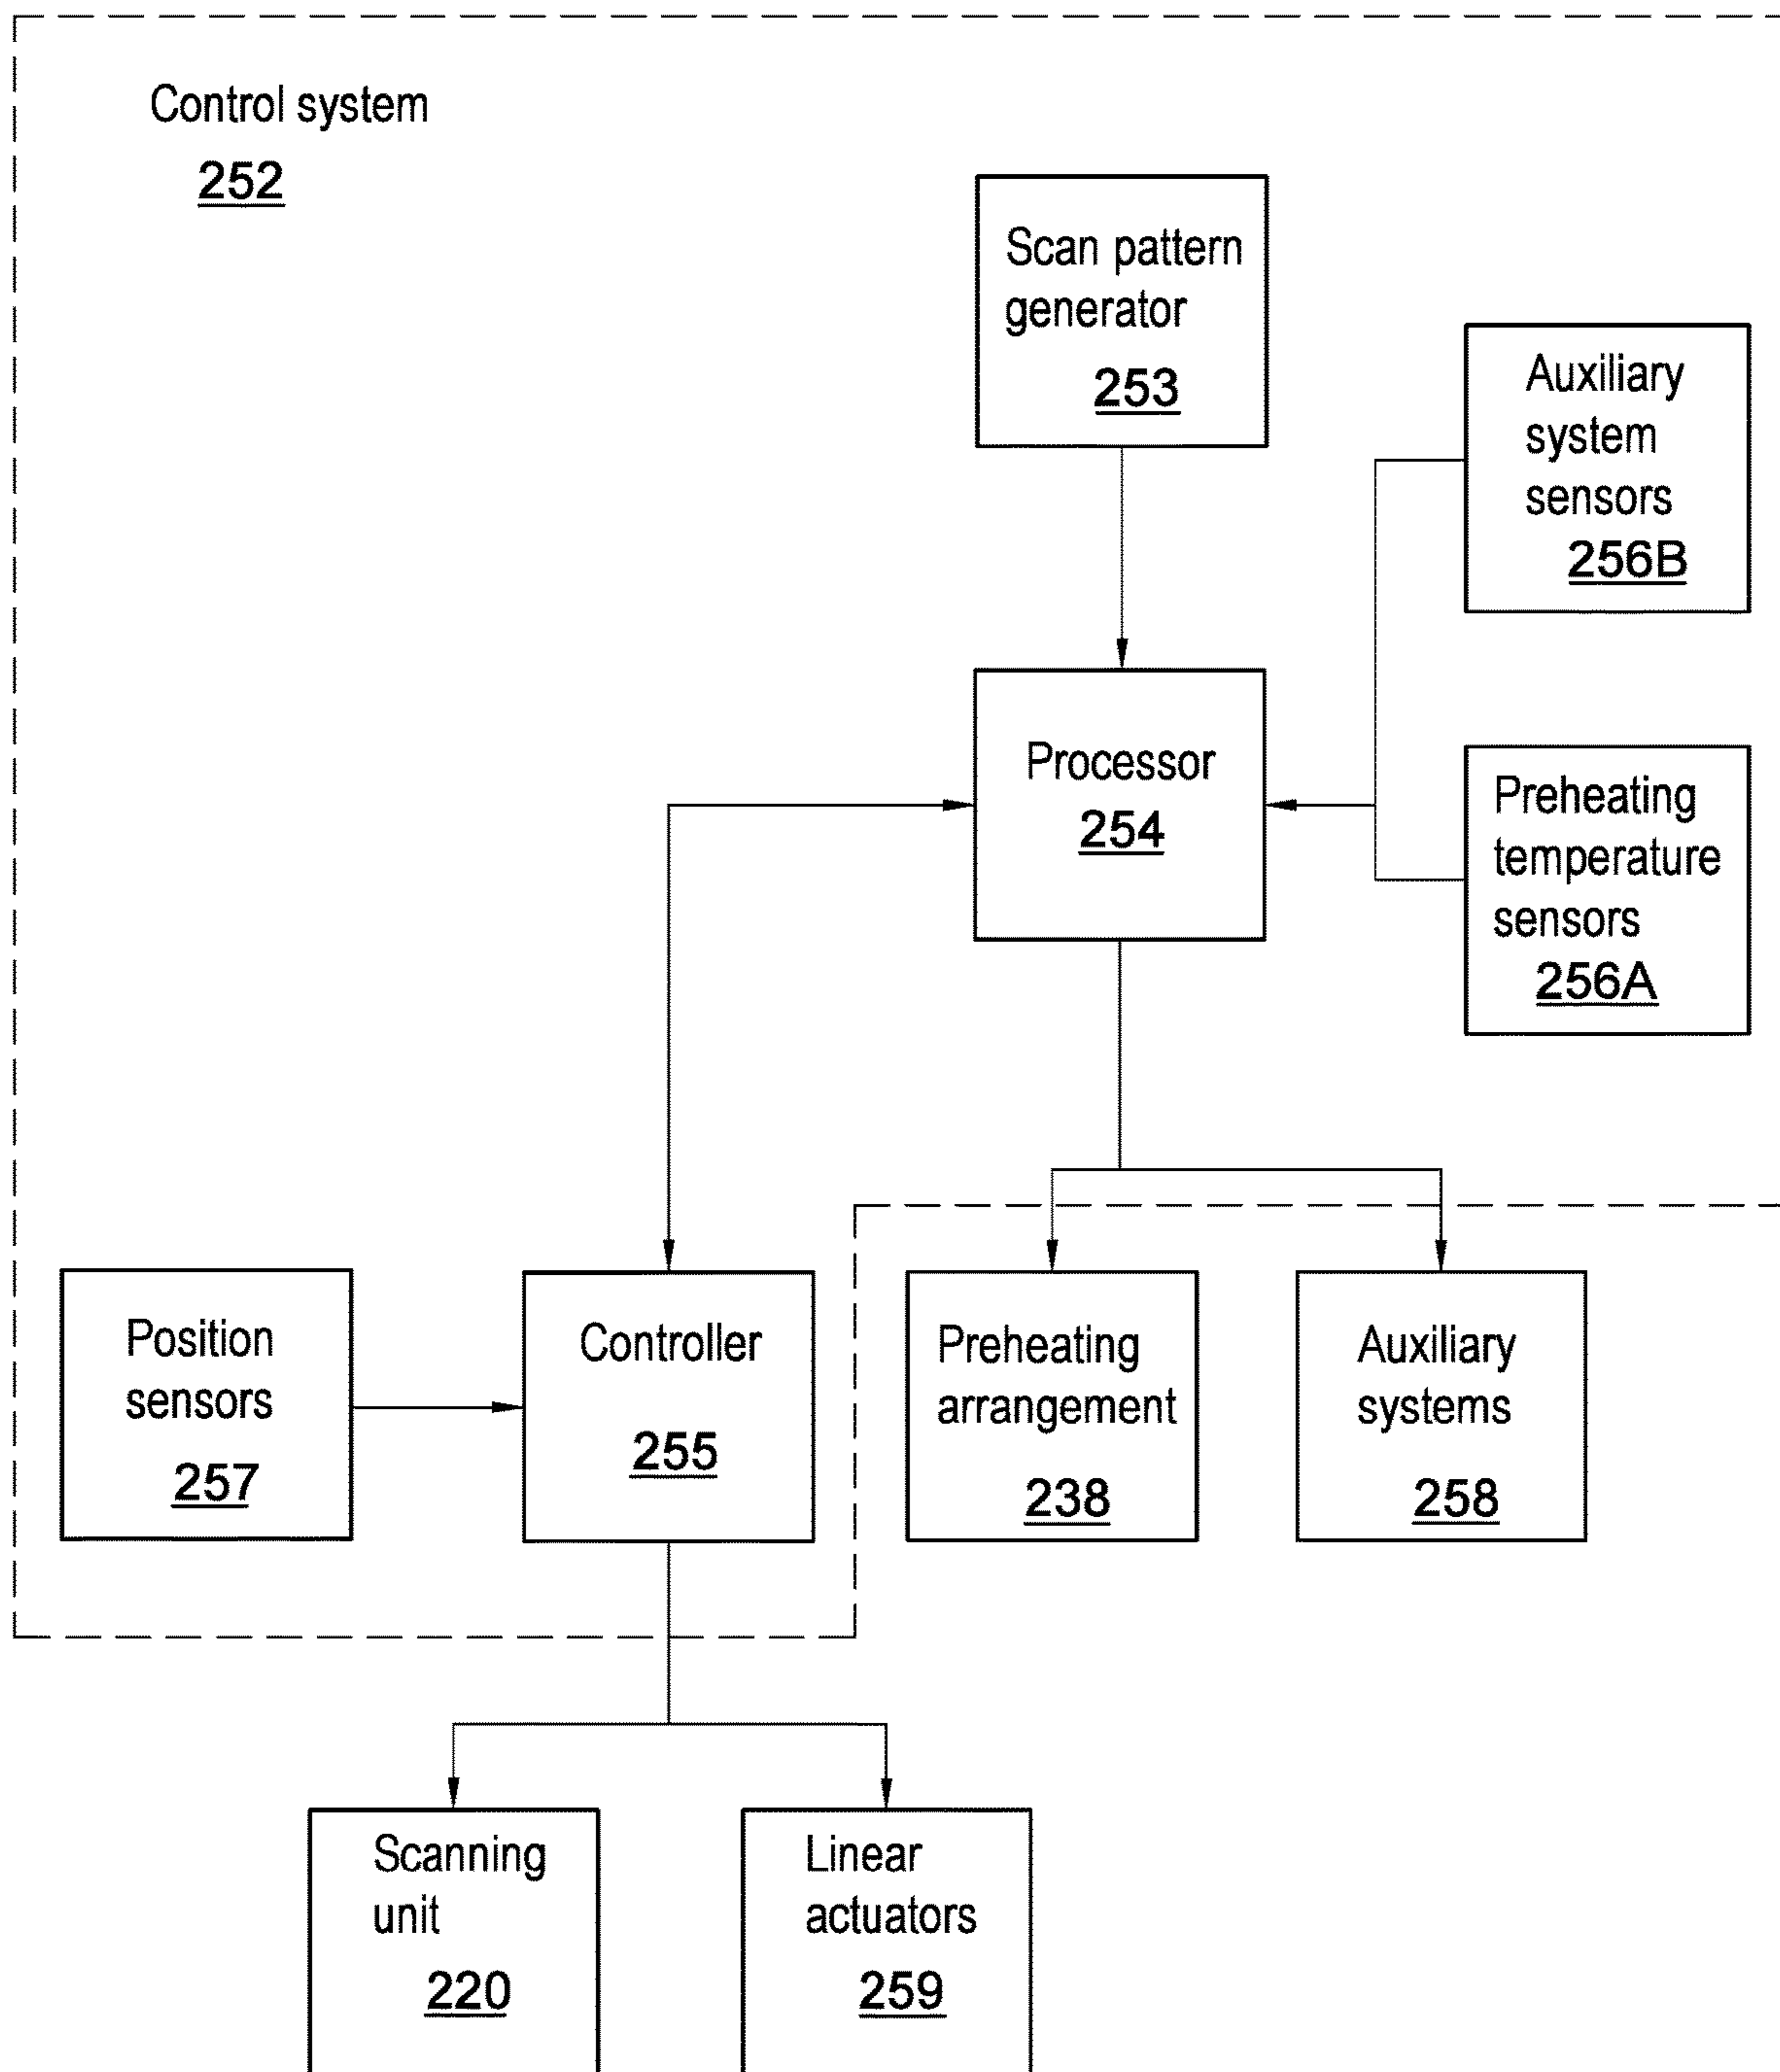 Control system
252
Scan pattern
generator
253
Auxiliary
system
sensors
256B
Processor
254
Preheating
temperature
sensors
256A
Position
sensors
257
Controller
255
Preheating
arrangement
238
Auxiliary
systems
258
Scanning
unit
220
Linear
actuators
259